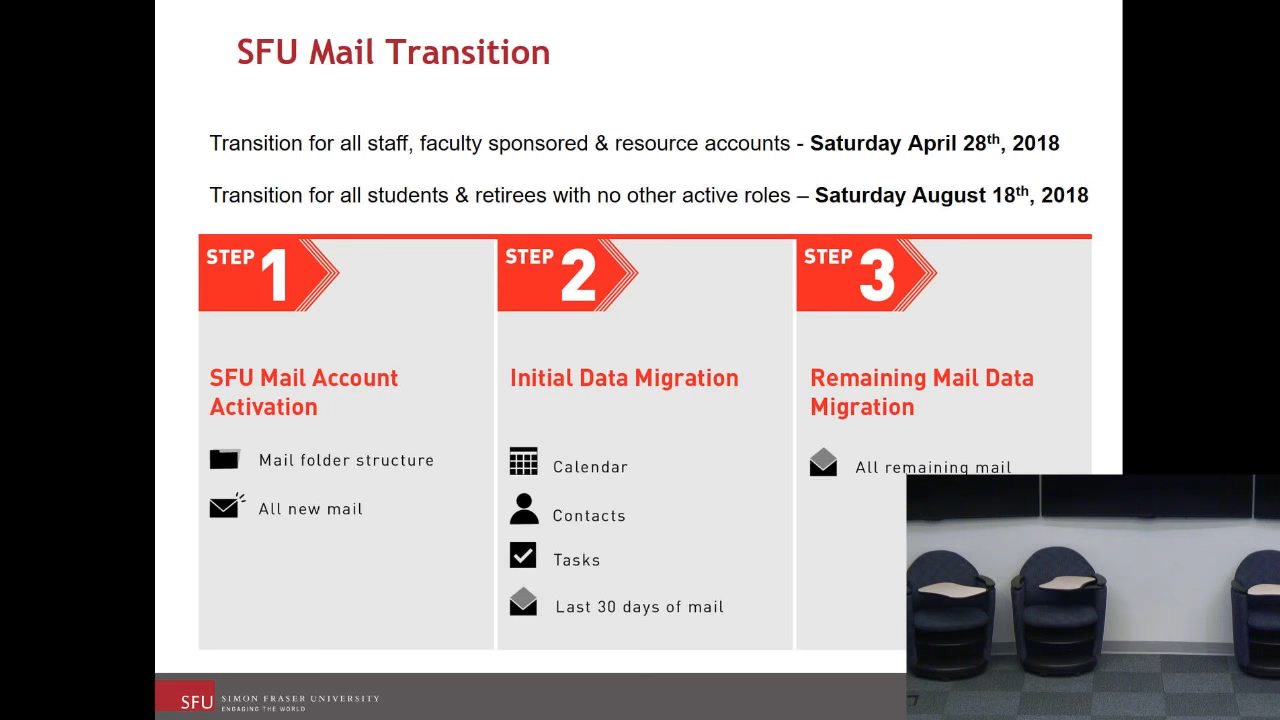 SFU Mail Transition
Transition for all staff, faculty sponsored & resource accounts - Saturday April 28th, 2018
Transition for all students & retirees with no other active roles – Saturday August 18th, 2018
STEP 1
SFU Mail Account
Activation
Mail folder structure
All new mail
STEP 2
Initial Data Migration
Calendar
Contacts
Tasks
Last 30 days of mail
STEP 3
Remaining Mail Data
Migration
All remaining mail
SFU
SIMON FRASER UNIVERSITY
ENGAGING THE WORLD